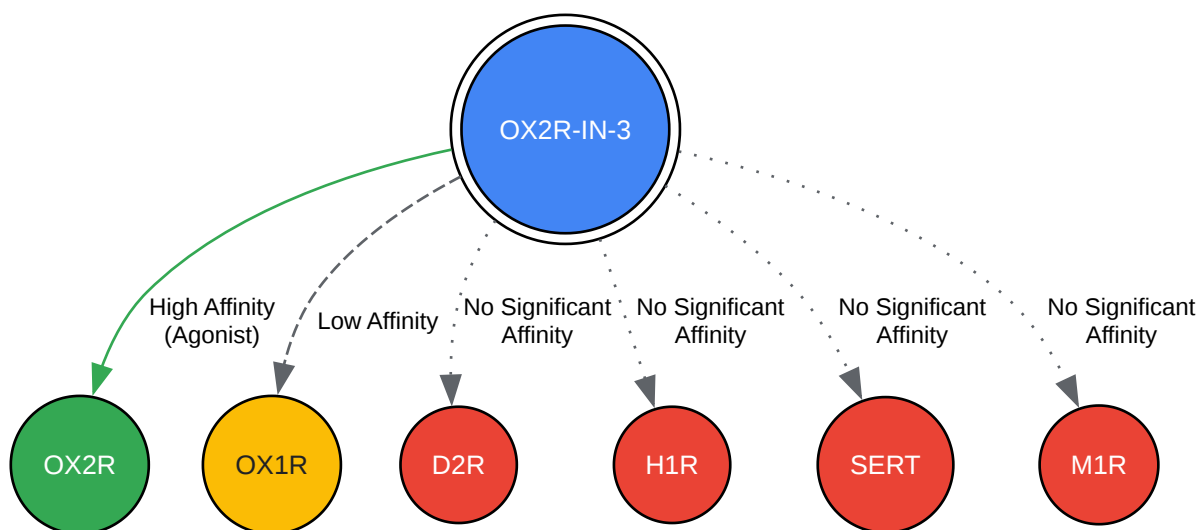 OX2R-IN-3
High Affinity
(Agonist)
Low Affinity
No Significant
Affinity
No Significant
Affinity
No Significant
Affinity
No Significant
Affinity
OX2R
OX1R
D2R
H1R
SERT
M1R